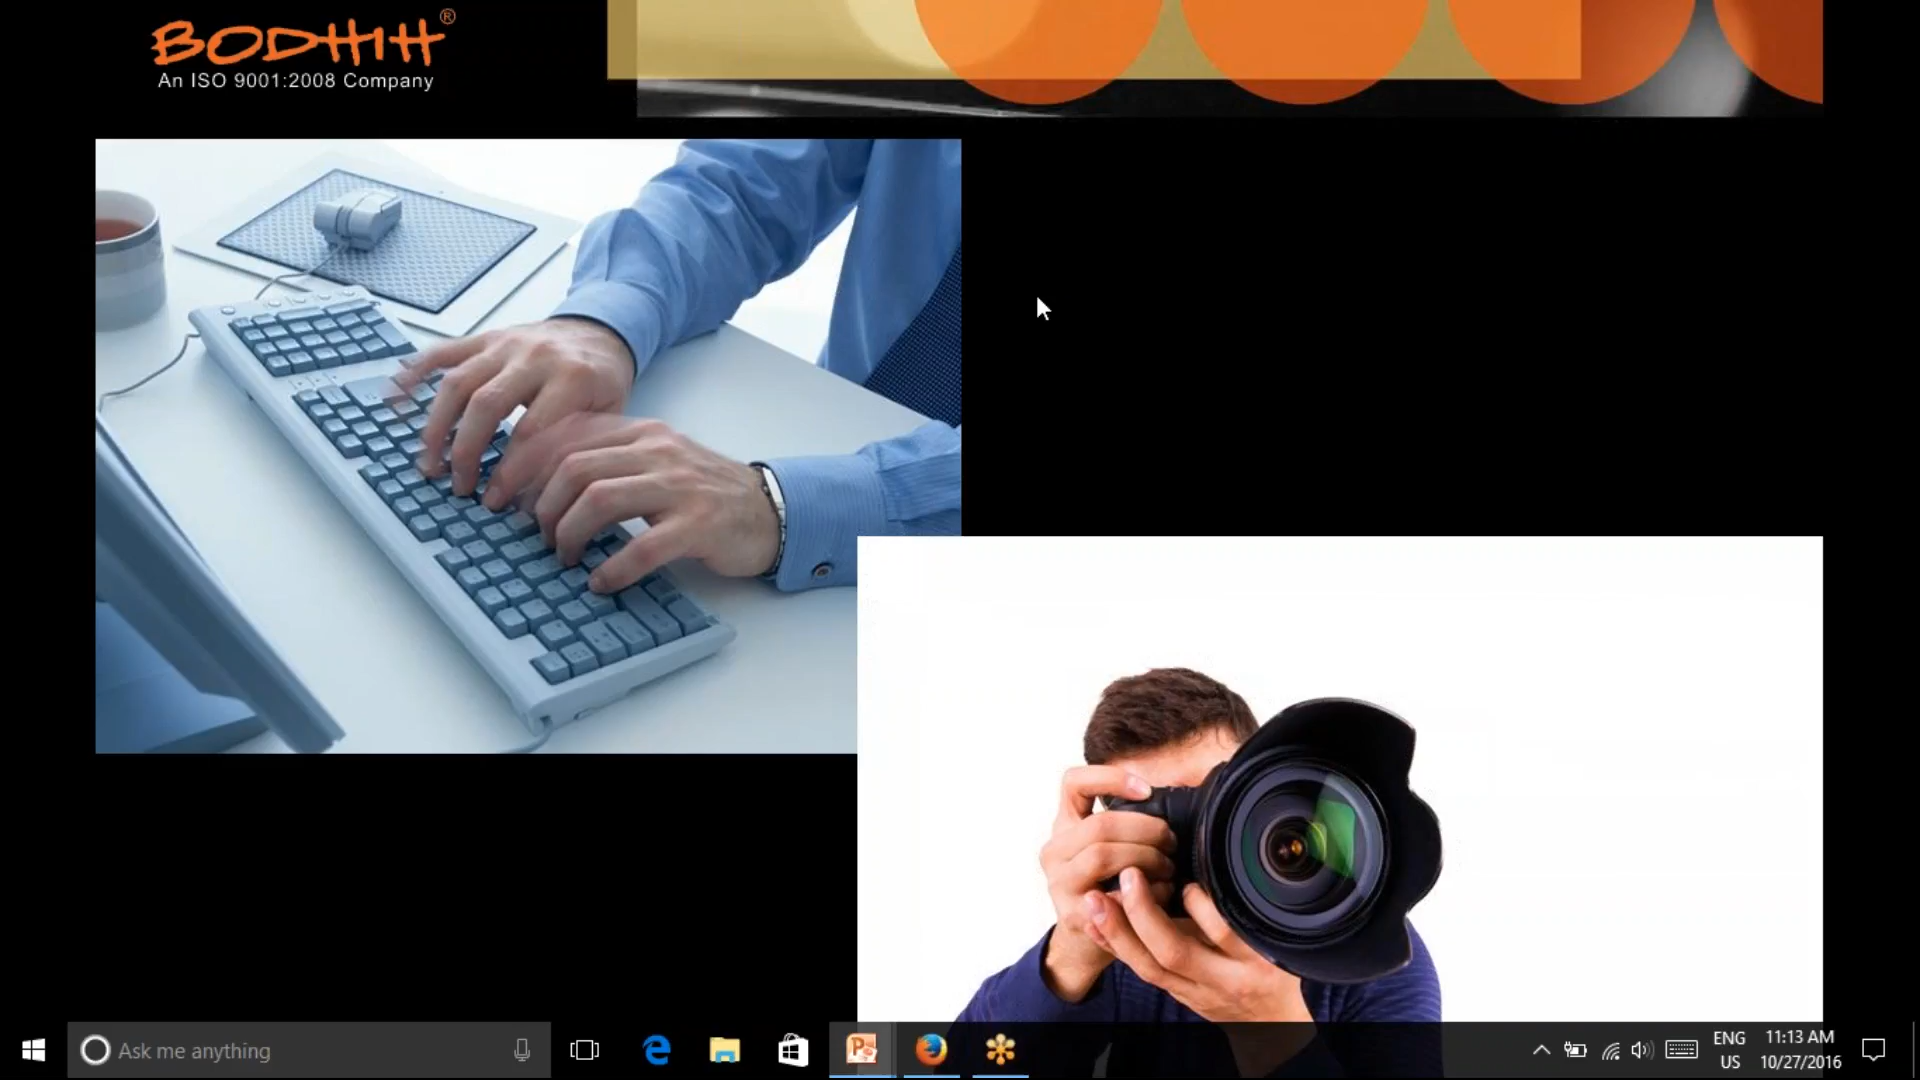 BODHIH®
An ISO 9001:2008 Company
Ask me anything
ENG
US
11:13 AM
10/27/2016